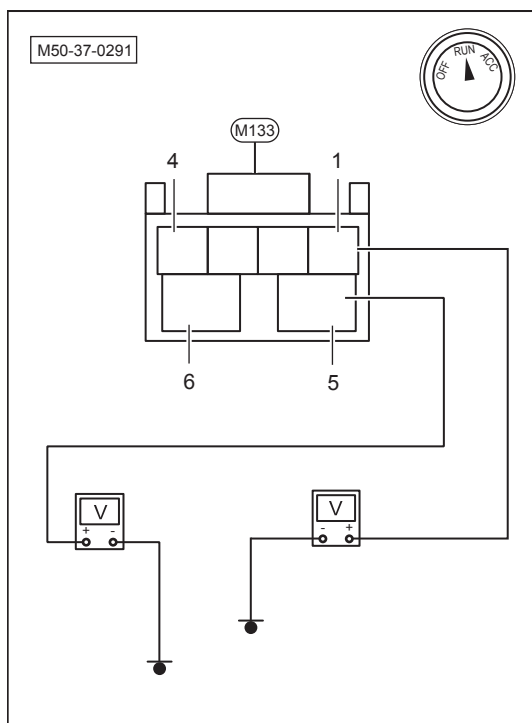 M50-37-0291
OFF RUN ACC
M133
4 1
6 5
V
+ -
V
- +